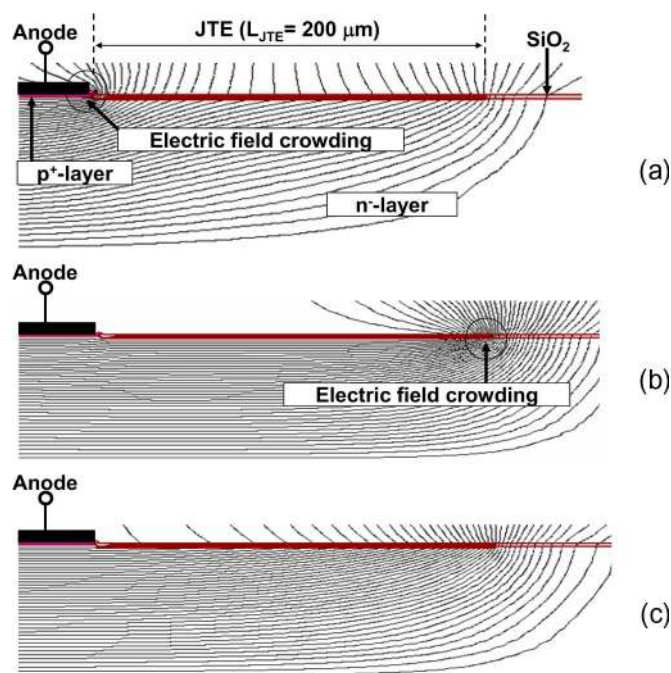 Anode
JTE (L_JTE= 200 μm)
SiO₂
Electric field crowding
p⁺-layer
n⁻-layer
(a)
Anode
Electric field crowding
(b)
Anode
(c)